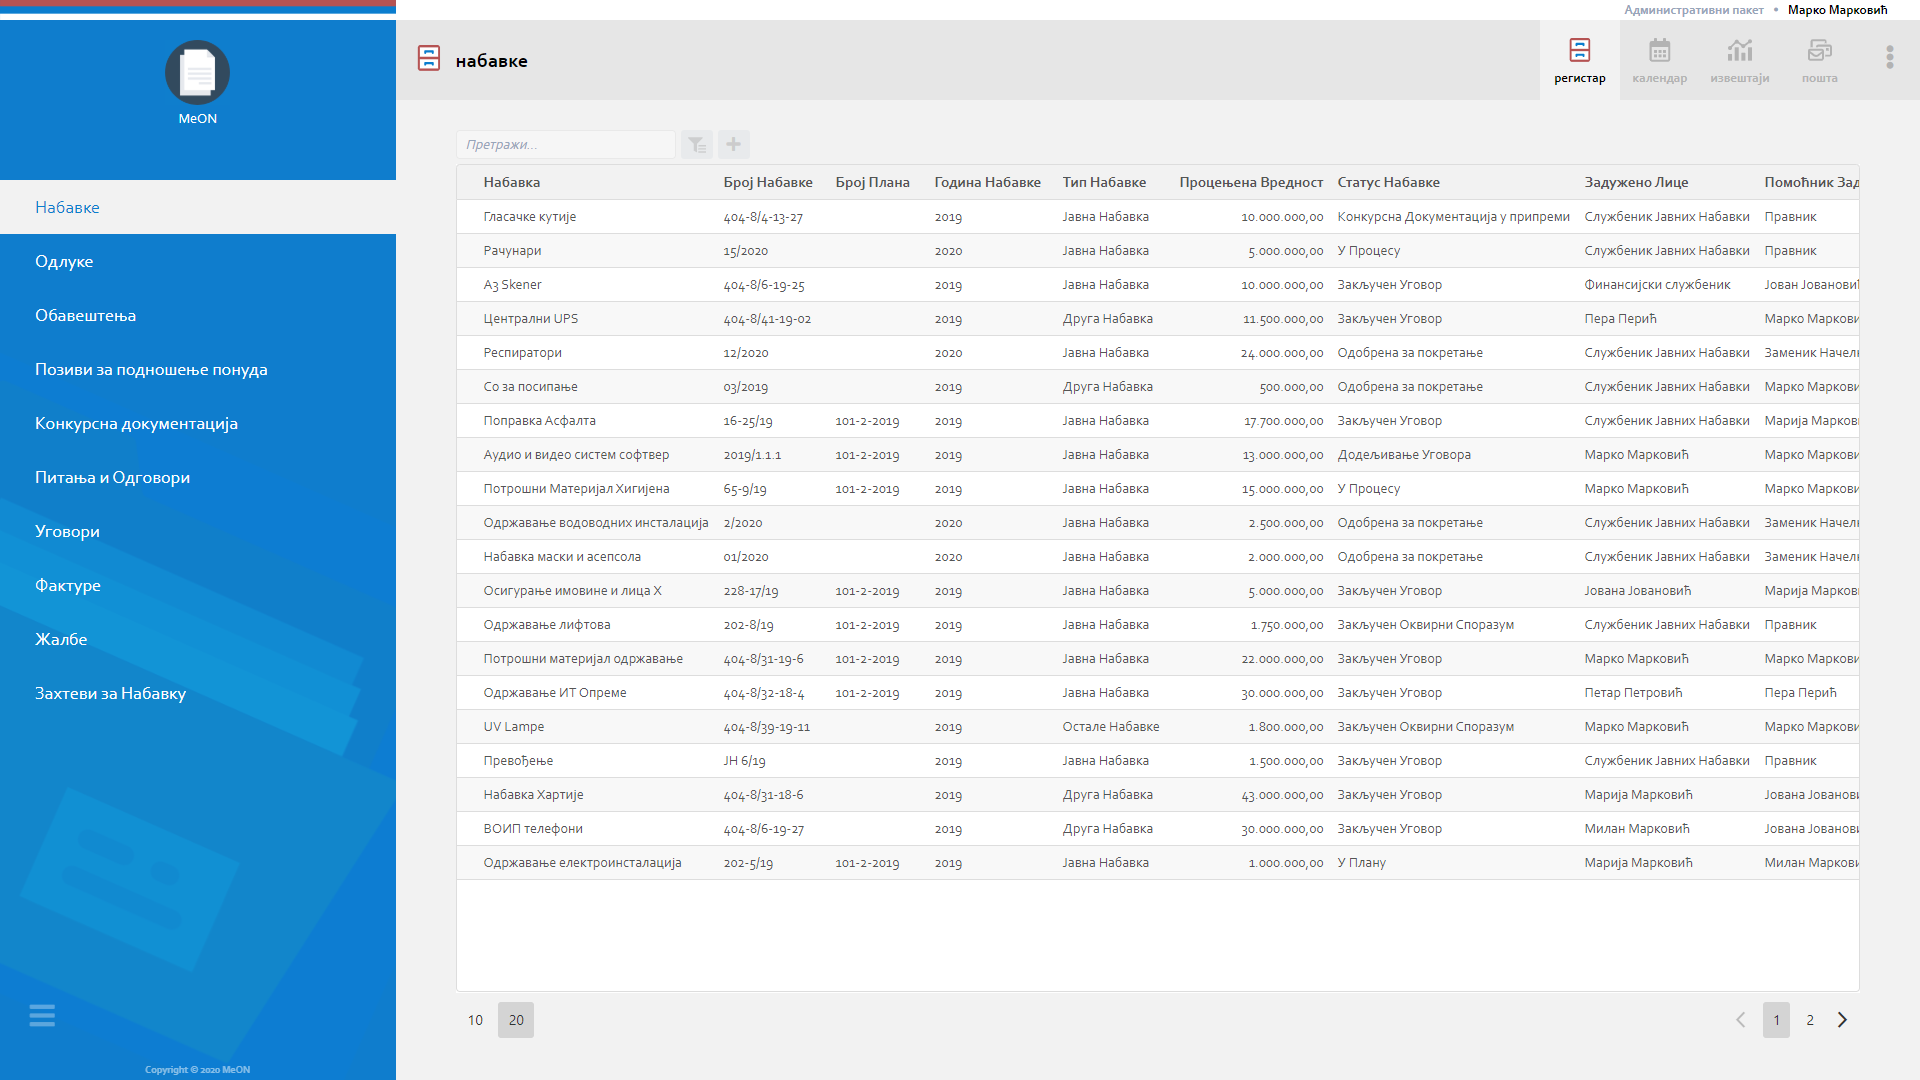 Административни пакет • Марко Марковић
MeON
набавке
регистар
календар
извештаји
пошта
Набавке
Одлуке
Обавештења
Позиви за подношење понуда
Конкурсна документација
Питања и Одговори
Уговори
Фактуре
Жалбе
Захтеви за Набавку
Copyright © 2020 MeON
Претражи...
Набавка Број Набавке Број Плана Година Набавке Тип Набавке Процењена Вредност Статус Набавке Задужено Лице Помоћник Зад
Гласачке кутије 404-8/4-13-27 2019 Јавна Набавка 10.000.000,00 Конкурсна Документација у припреми Службеник Јавних Набавки Правник
Рачунари 15/2020 2020 Јавна Набавка 5.000.000,00 У Процесу Службеник Јавних Набавки Правник
A3 Skener 404-8/6-19-25 2019 Јавна Набавка 10.000.000,00 Закључен Уговор Финансијски службеник Јован Јованови
Централни UPS 404-8/41-19-02 2019 Друга Набавка 11.500.000,00 Закључен Уговор Пера Перић Марко Маркови
Респиратори 12/2020 2020 Јавна Набавка 24.000.000,00 Одобрена за покретање Службеник Јавних Набавки Заменик Начел
Со за посипање 03/2019 2019 Друга Набавка 500.000,00 Одобрена за покретање Службеник Јавних Набавки Марко Маркови
Поправка Асфалта 16-25/19 101-2-2019 2019 Јавна Набавка 17.700.000,00 Закључен Уговор Службеник Јавних Набавки Марија Марков
Аудио и видео систем софтвер 2019/1.1.1 101-2-2019 2019 Јавна Набавка 13.000.000,00 Додељивање Уговора Марко Марковић Марко Маркови
Потрошни Материјал Хигијена 65-9/19 101-2-2019 2019 Јавна Набавка 15.000.000,00 У Процесу Марко Марковић Марко Маркови
Одржавање водоводних инсталација 2/2020 2020 Јавна Набавка 2.500.000,00 Одобрена за покретање Службеник Јавних Набавки Заменик Начел
Набавка маски и асепсола 01/2020 2020 Јавна Набавка 2.000.000,00 Одобрена за покретање Службеник Јавних Набавки Заменик Начел
Осигурање имовине и лица X 228-17/19 101-2-2019 2019 Јавна Набавка 5.000.000,00 Закључен Уговор Јована Јовановић Марија Марков
Одржавање лифтова 202-8/19 101-2-2019 2019 Јавна Набавка 1.750.000,00 Закључен Оквирни Споразум Службеник Јавних Набавки Правник
Потрошни материјал одржавање 404-8/31-19-6 101-2-2019 2019 Јавна Набавка 22.000.000,00 Закључен Уговор Марко Марковић Марко Маркови
Одржавање ИТ Опреме 404-8/32-18-4 101-2-2019 2019 Јавна Набавка 30.000.000,00 Закључен Уговор Петар Петровић Пера Перић
UV Lampe 404-8/39-19-11 2019 Остале Набавке 1.800.000,00 Закључен Оквирни Споразум Марко Марковић Марко Маркови
Превођење ЈН 6/19 2019 Јавна Набавка 1.500.000,00 Закључен Уговор Службеник Јавних Набавки Правник
Набавка Хартије 404-8/31-18-6 2019 Друга Набавка 43.000.000,00 Закључен Уговор Марија Марковић Јована Јованови
ВОИП телефони 404-8/6-19-27 2019 Друга Набавка 30.000.000,00 Закључен Уговор Милан Марковић Јована Јованови
Одржавање електроинсталација 202-5/19 101-2-2019 2019 Јавна Набавка 1.000.000,00 У Плану Марија Марковић Милан Маркови
10 20
1 2